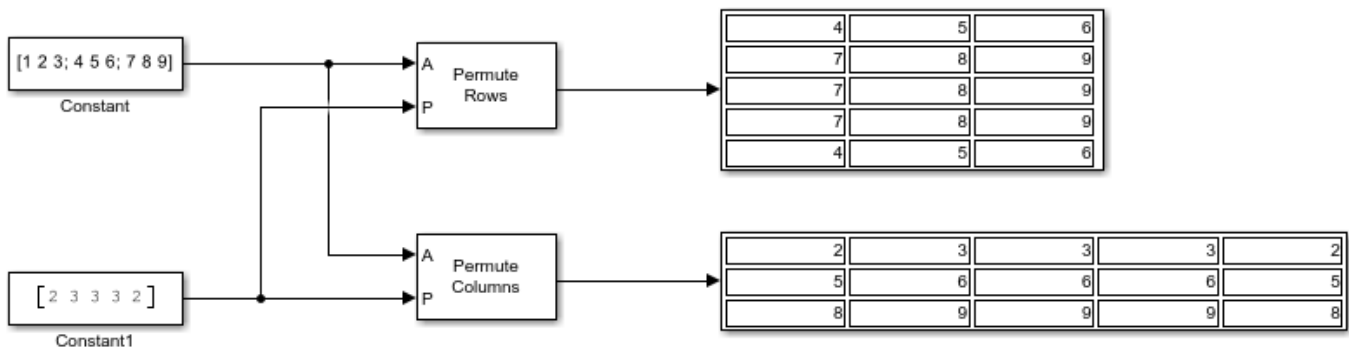 [1 2 3; 4 5 6; 7 8 9]
Constant
A
P
Permute
Rows
4 5 6
7 8 9
7 8 9
7 8 9
4 5 6
[2 3 3 3 2]
Constant1
A
P
Permute
Columns
2 3 3 3 2
5 6 6 6 5
8 9 9 9 8